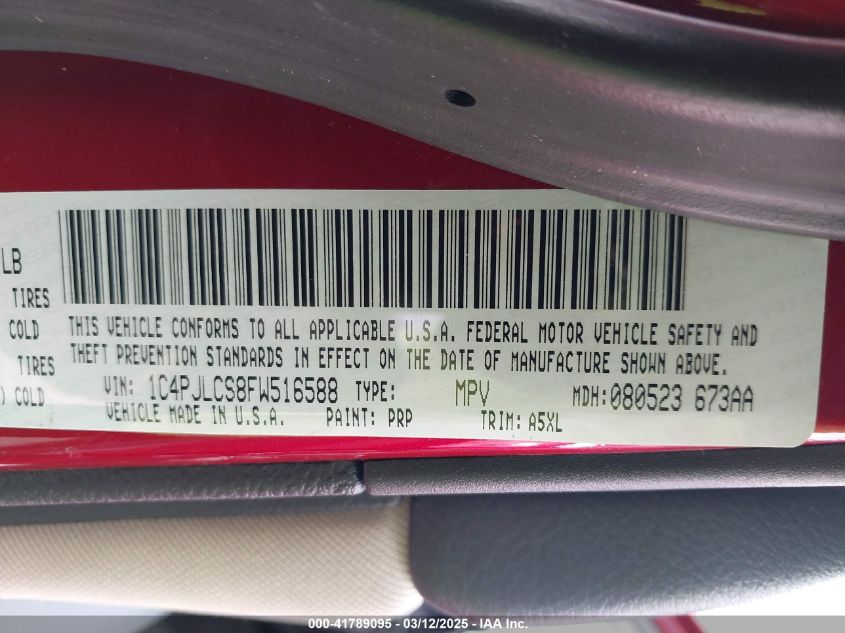 LB
TIRES
COLD
THIS VEHICLE CONFORMS TO ALL APPLICABLE U.S.A. FEDERAL MOTOR VEHICLE SAFETY AND
TIRES
THEFT PREVENTION STANDARDS IN EFFECT ON THE DATE OF MANUFACTURE SHOWN ABOVE.
) COLD
VIN: 1C4PJLCS8FW516588 TYPE: MPV MDH:080523 673AA
VEHICLE MADE IN U.S.A. PAINT: PRP TRIM: A5XL
000-41789095 - 03/12/2025 - IAA Inc.